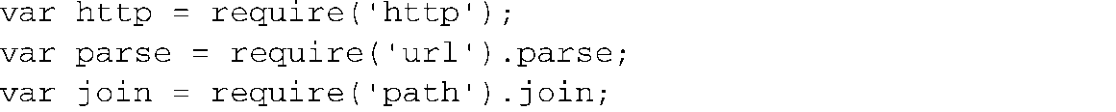 var http = require('http');
var parse = require('url').parse;
var join = require('path').join;